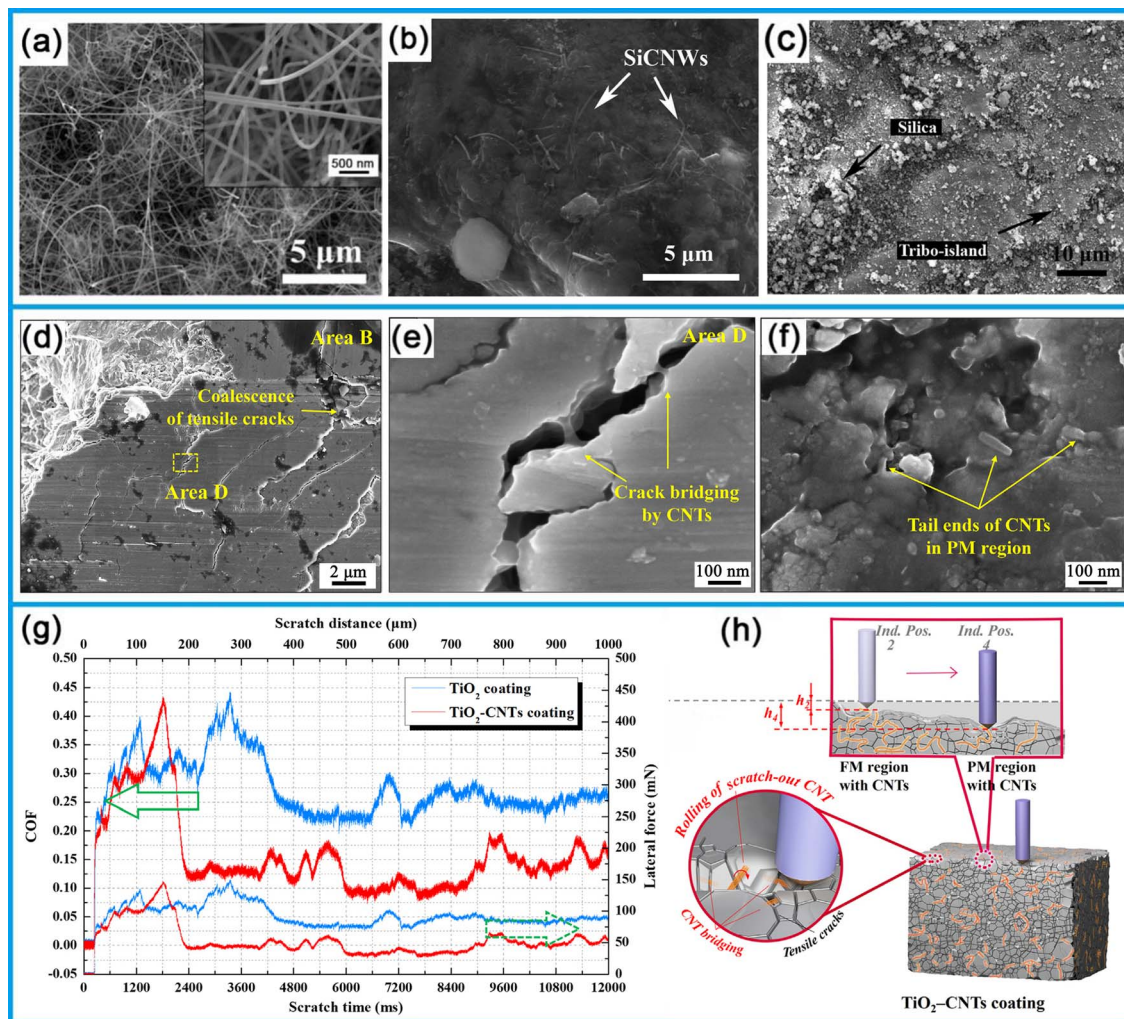 (a)
500 nm
5 μm
(b)
SiCNWs
5 μm
(c)
Silica
Tribo-island
10 μm
(d)
Area B
Coalescence
of tensile cracks
Area D
2 μm
(e)
Area D
Crack bridging
by CNTs
100 nm
(f)
Tail ends of CNTs
in PM region
100 nm
(g)
Scratch distance (μm)
0 100 200 300 400 500 600 700 800 900 1000
0.50
0.45
0.40
0.35
0.30
0.25
0.20
0.15
0.10
0.05
0.00
-0.05
COF
TiO2 coating
TiO2-CNTs coating
500
450
400
350
300
250
200
150
100
50
0
Lateral force (mN)
0 1200 2400 3600 4800 6000 7200 8400 9600 10800 12000
Scratch time (ms)
(h)
Ind. Pos.
2
Ind. Pos.
4
h2
h4
FM region
with CNTs
PM region
with CNTs
Rolling of scratch-out CNT
CNT bridging
Tensile cracks
TiO2–CNTs coating